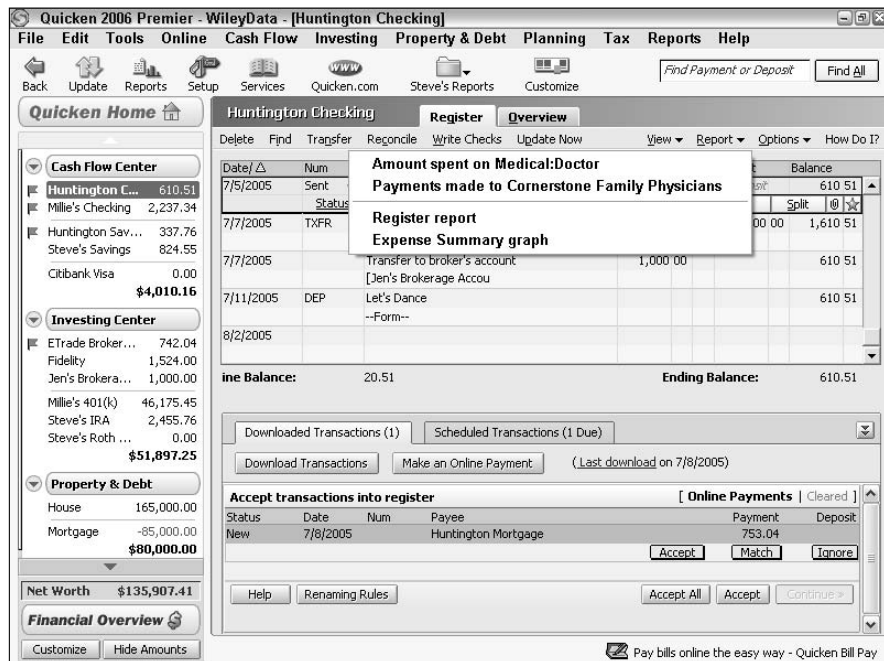 Quicken 2006 Premier - WileyData - [Huntington Checking]
File Edit Tools Online Cash Flow Investing Property & Debt Planning Tax Reports Help
Back Update Reports Setup Services Quicken.com Steve's Reports Customize
www
Find Payment or Deposit
Find All
Quicken Home
Huntington Checking
Register
Overview
Delete Find Transfer Reconcile Write Checks Update Now View Report Options How Do I?
Cash Flow Center
Huntington C... 610.51
Millie's Checking 2,237.34
Huntington Sav... 337.76
Steve's Savings 824.55
Citibank Visa 0.00
$4,010.16
Investing Center
ETrade Broker... 742.04
Fidelity 1,524.00
Jen's Brokera... 1,000.00
Millie's 401(k) 46,175.45
Steve's IRA 2,455.76
Steve's Roth ... 0.00
$51,897.25
Property & Debt
House 165,000.00
Mortgage -85,000.00
$80,000.00
Net Worth $135,907.41
Financial Overview
Customize
Hide Amounts
Date/ Num Balance
Amount spent on Medical:Doctor
Payments made to Cornerstone Family Physicians
Register report
Expense Summary graph
7/5/2005 Sent 610 51
Status Split
7/7/2005 TXFR 00 00 1,610 51
7/7/2005 Transfer to broker's account 1,000 00 610 51
[Jen's Brokerage Accou
7/11/2005 DEP Let's Dance 610 51
--Form--
8/2/2005
ine Balance: 20.51 Ending Balance: 610.51
Downloaded Transactions (1)
Scheduled Transactions (1 Due)
Download Transactions
Make an Online Payment
(Last download on 7/8/2005)
Accept transactions into register [ Online Payments | Cleared ]
Status Date Num Payee Payment Deposit
New 7/8/2005 Huntington Mortgage 753.04
Accept Match Ignore
Help Renaming Rules Accept All Accept Continue »
Pay bills online the easy way - Quicken Bill Pay